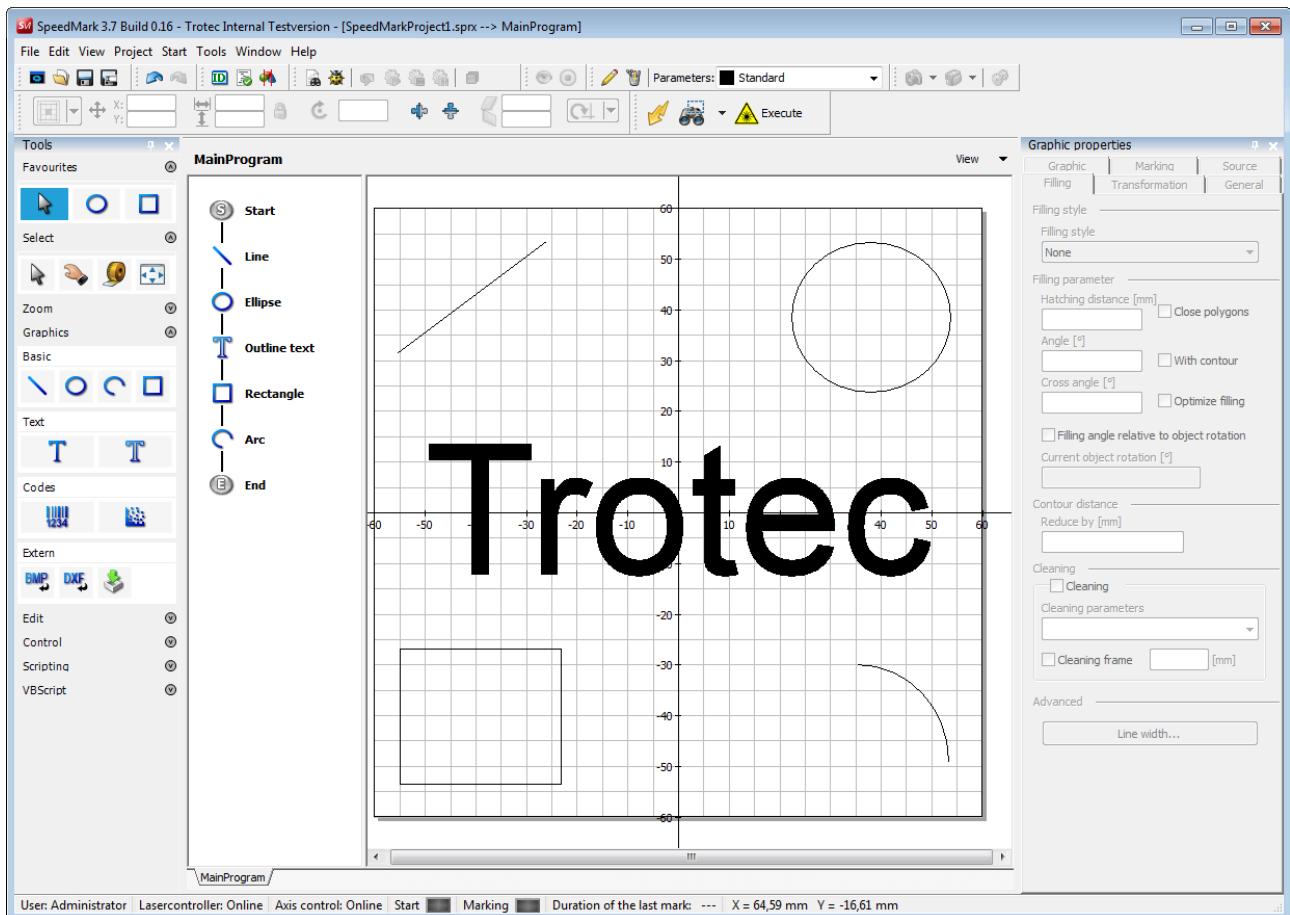 SpeedMark 3.7 Build 0.16 - Trotec Internal Testversion - [SpeedMarkProject1.sprx --> MainProgram]
File Edit View Project Start Tools Window Help
ID Parameters: Standard
X:
Y:
Execute
Tools
Favourites
Select
Zoom
Graphics
Basic
Text
T T
Codes
1234
Extern
BMP DXF
Edit
Control
Scripting
VBScript
MainProgram
View
S Start
Line
Ellipse
T Outline text
Rectangle
Arc
E End
60
50
40
30
20
10
-60 -50 -30 -20 -10 10 30 40 50 60
-20
-30
-40
-50
-60
Trotec
MainProgram
Graphic properties
Graphic Marking Source
Filling Transformation General
Filling style
Filling style
None
Filling parameter
Hatching distance [mm]
Close polygons
Angle [°]
With contour
Cross angle [°]
Optimize filling
Filling angle relative to object rotation
Current object rotation [°]
Contour distance
Reduce by [mm]
Cleaning
Cleaning
Cleaning parameters
Cleaning frame [mm]
Advanced
Line width...
User: Administrator Lasercontroller: Online Axis control: Online Start Marking Duration of the last mark: --- X = 64,59 mm Y = -16,61 mm